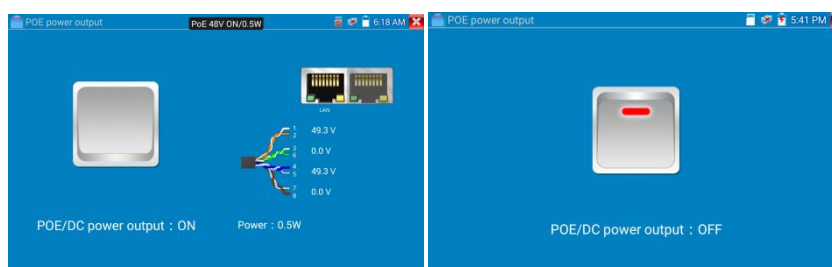 POE power output
PoE 48V ON/0.5W
6:18 AM
LAN
1
2
49.3 V
3
6
0.0 V
4
5
49.3 V
7
8
0.0 V
POE/DC power output：ON
Power：0.5W
POE power output
5:41 PM
POE/DC power output：OFF